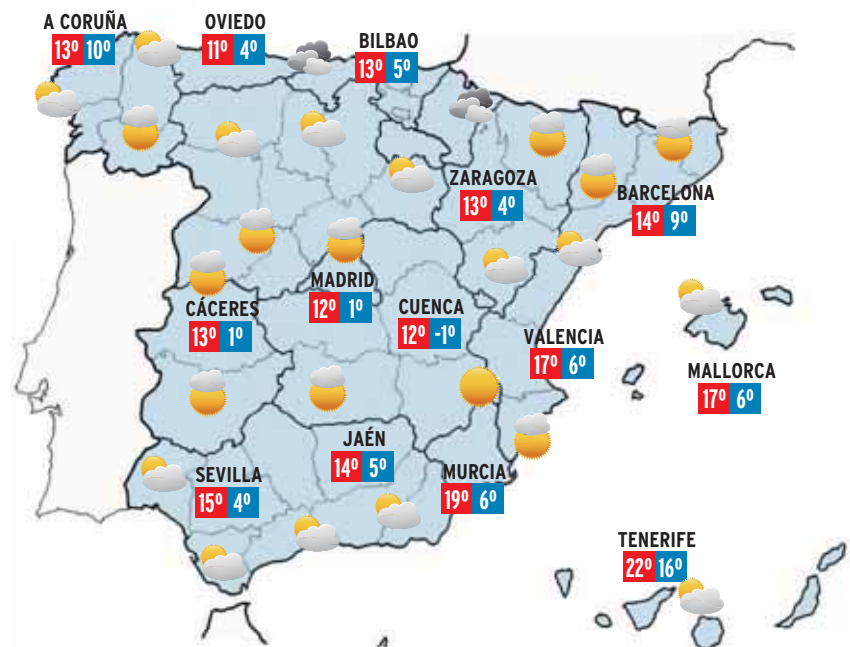 A CORUÑA
13º 10º
OVIEDO
11º 4º
BILBAO
13º 5º
ZARAGOZA
13º 4º
BARCELONA
14º 9º
MADRID
12º 1º
CÁCERES
13º 1º
CUENCA
12º -1º
VALENCIA
17º 6º
MALLORCA
17º 6º
JAÉN
14º 5º
SEVILLA
15º 4º
MURCIA
19º 6º
TENERIFE
22º 16º